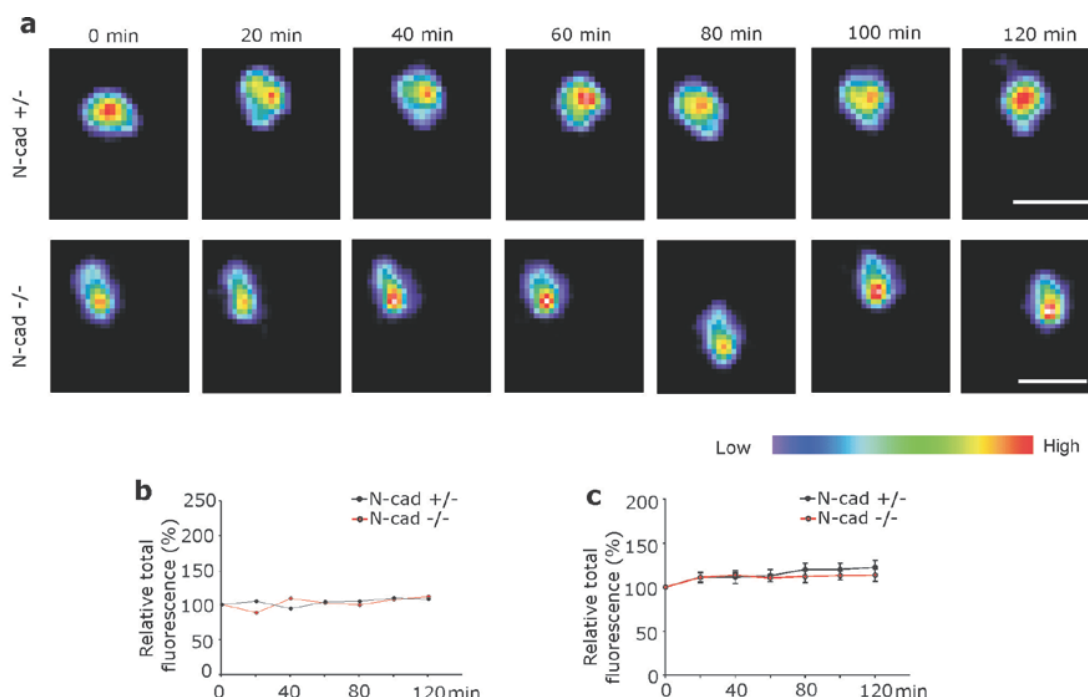 a
0 min 20 min 40 min 60 min 80 min 100 min 120 min
N-cad +/-
N-cad -/-
Low High
b
N-cad +/-
N-cad -/-
Relative total
fluorescence (%)
250
200
150
100
50
0
0 40 80 120 min
c
N-cad +/-
N-cad -/-
Relative total
fluorescence (%)
200
150
100
50
0
0 40 80 120 min